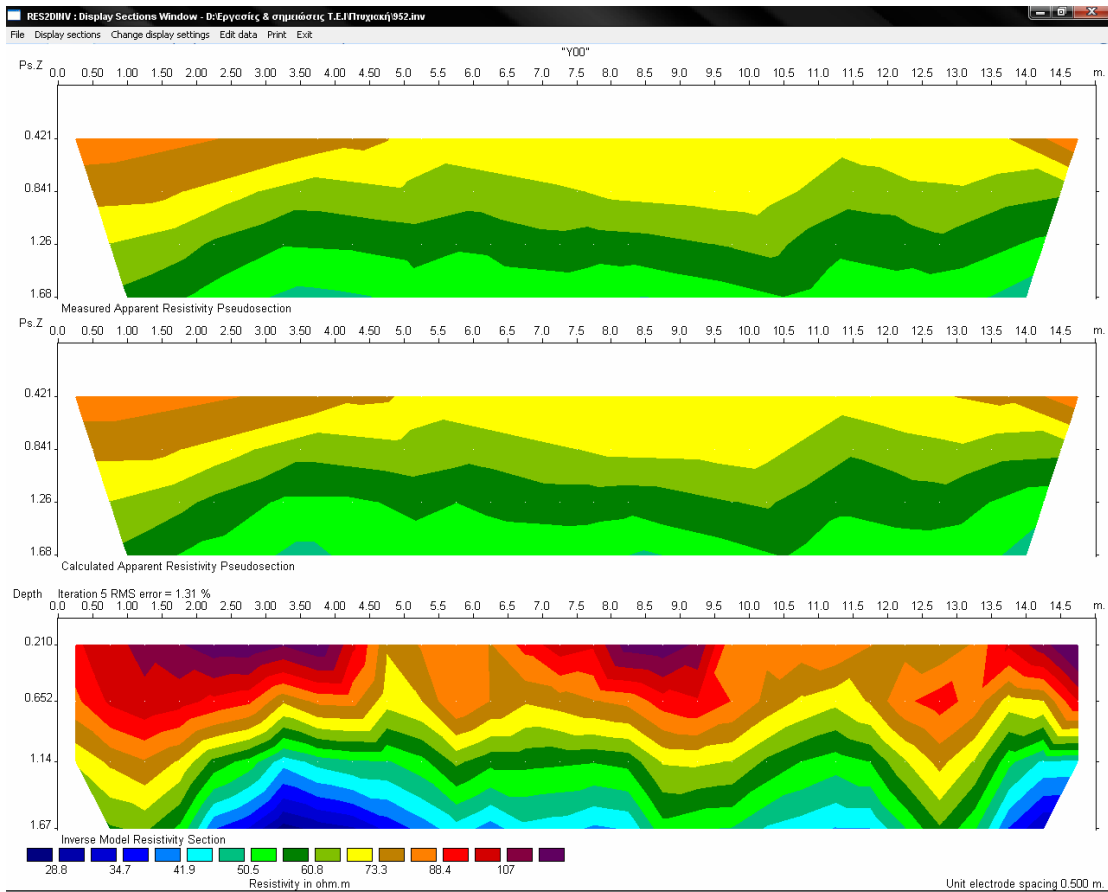 RES2DINV : Display Sections Window - D:\Εργασίες & σημειώσεις Τ.Ε.Ι\Πτυχιακή\952.inv
File Display sections Change display settings Edit data Print Exit
"Y00"
Ps.Z 0.0 0.50 1.00 1.50 2.00 2.50 3.00 3.50 4.00 4.50 5.0 5.5 6.0 6.5 7.0 7.5 8.0 8.5 9.0 9.5 10.0 10.5 11.0 11.5 12.0 12.5 13.0 13.5 14.0 14.5 m.
0.421
0.841
1.26
1.68
Measured Apparent Resistivity Pseudosection
Ps.Z 0.0 0.50 1.00 1.50 2.00 2.50 3.00 3.50 4.00 4.50 5.0 5.5 6.0 6.5 7.0 7.5 8.0 8.5 9.0 9.5 10.0 10.5 11.0 11.5 12.0 12.5 13.0 13.5 14.0 14.5 m.
0.421
0.841
1.26
1.68
Calculated Apparent Resistivity Pseudosection
Depth Iteration 5 RMS error = 1.31 %
0.0 0.50 1.00 1.50 2.00 2.50 3.00 3.50 4.00 4.50 5.0 5.5 6.0 6.5 7.0 7.5 8.0 8.5 9.0 9.5 10.0 10.5 11.0 11.5 12.0 12.5 13.0 13.5 14.0 14.5 m.
0.210
0.652
1.14
1.67
Inverse Model Resistivity Section
28.8 34.7 41.9 50.5 60.8 73.3 88.4 107
Resistivity in ohm.m
Unit electrode spacing 0.500 m.